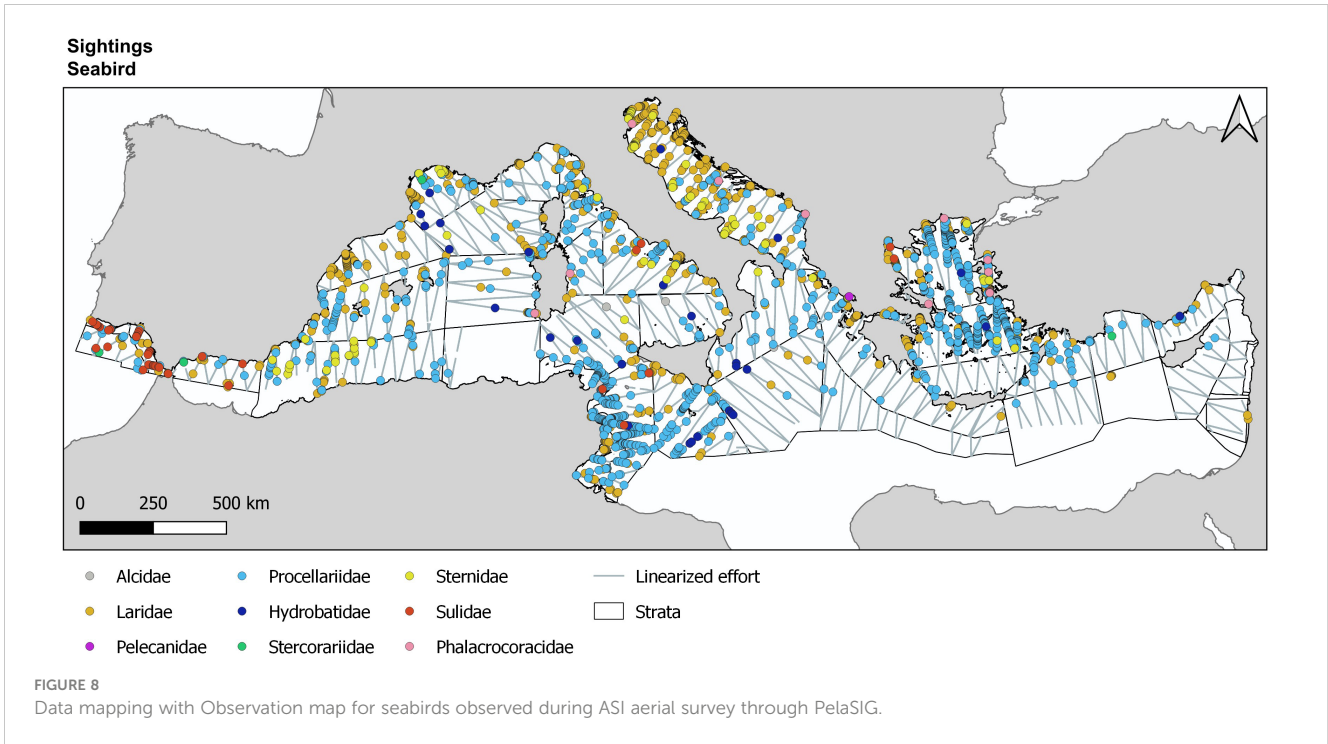 Sightings
Seabird
0 250 500 km
Alcidae Procellariidae Sternidae Linearized effort
Laridae Hydrobatidae Sulidae Strata
Pelecanidae Stercorariidae Phalacrocoracidae
FIGURE 8
Data mapping with Observation map for seabirds observed during ASI aerial survey through PelaSIG.